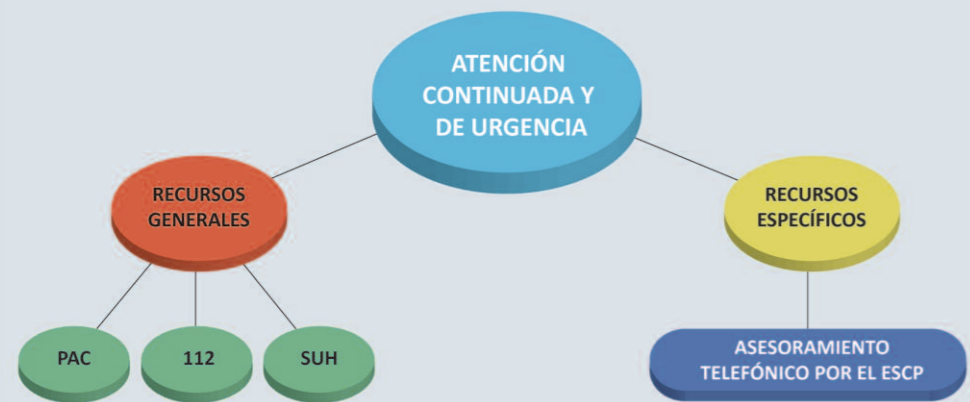 ATENCIÓN
CONTINUADA Y
DE URGENCIA
RECURSOS
GENERALES
RECURSOS
ESPECÍFICOS
PAC
112
SUH
ASESORAMIENTO
TELEFÓNICO POR EL ESCP